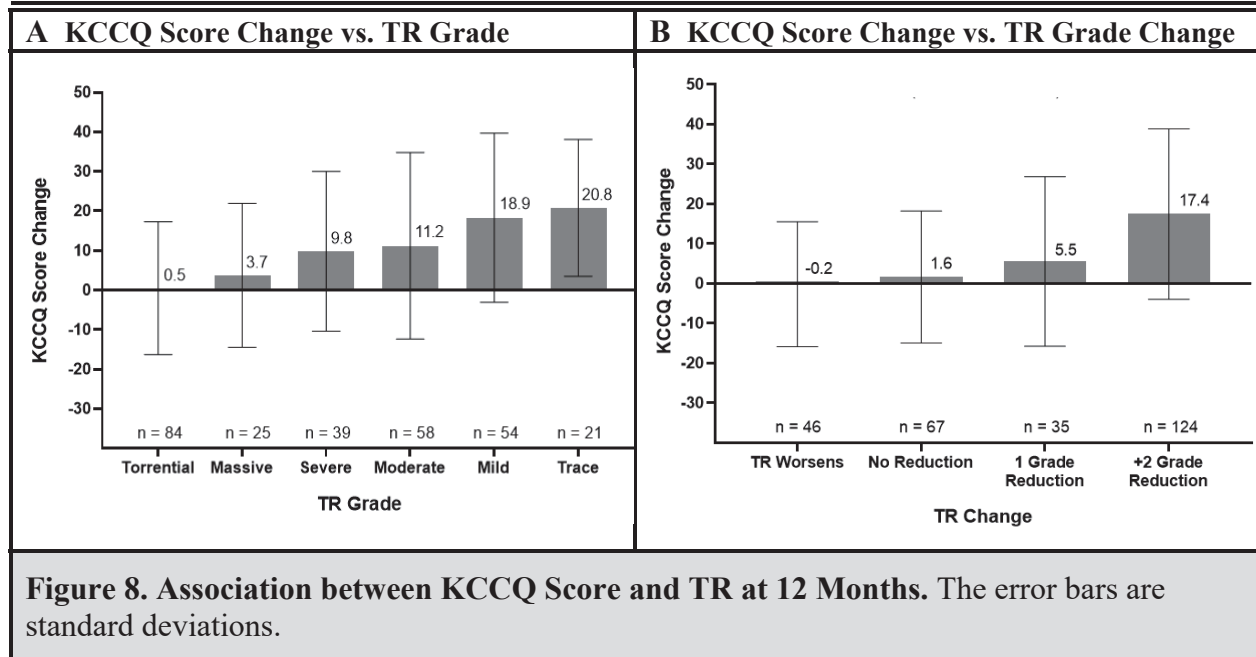 A KCCQ Score Change vs. TR Grade
KCCQ Score Change
50
40
30
20
10
0
-10
-20
-30
0.5
3.7
9.8
11.2
18.9
20.8
n = 84
n = 25
n = 39
n = 58
n = 54
n = 21
Torrential
Massive
Severe
Moderate
Mild
Trace
TR Grade
B KCCQ Score Change vs. TR Grade Change
KCCQ Score Change
50
40
30
20
10
0
-10
-20
-30
-0.2
1.6
5.5
17.4
n = 46
n = 67
n = 35
n = 124
TR Worsens
No Reduction
1 Grade
Reduction
+2 Grade
Reduction
TR Change
Figure 8. Association between KCCQ Score and TR at 12 Months. The error bars are
standard deviations.